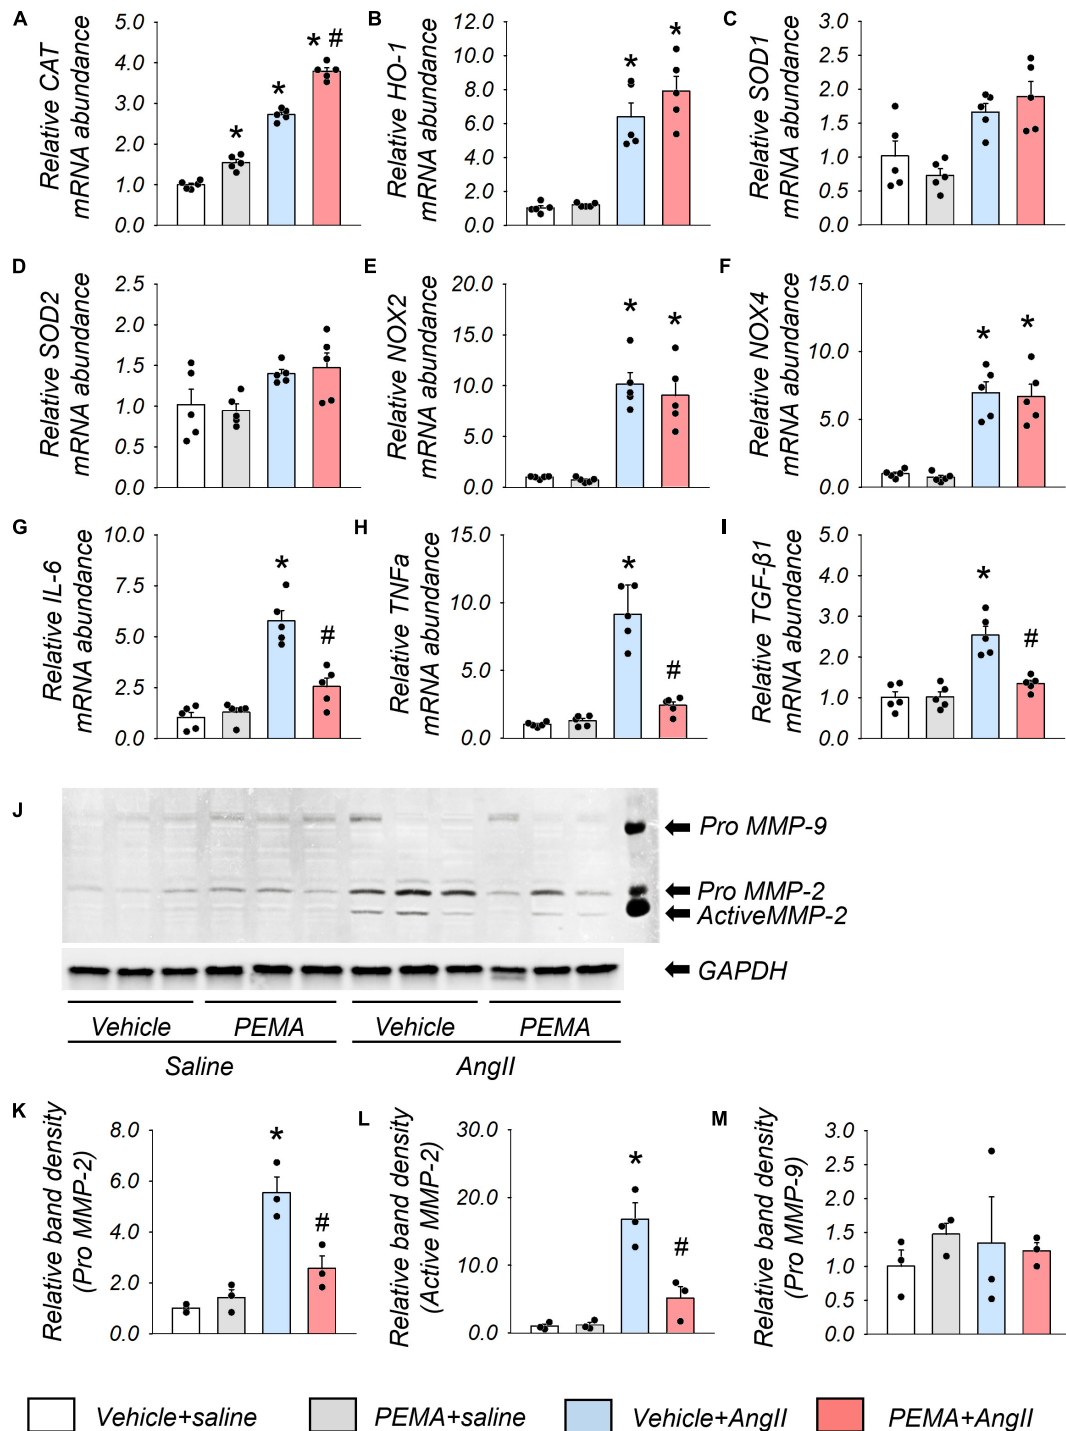 A
Relative CAT
mRNA abundance
5.0
4.0
3.0
2.0
1.0
0.0
*
*
* #
B
Relative HO-1
mRNA abundance
12.0
10.0
8.0
6.0
4.0
2.0
0.0
*
*
C
Relative SOD1
mRNA abundance
3.0
2.5
2.0
1.5
1.0
0.5
0.0
D
Relative SOD2
mRNA abundance
2.5
2.0
1.5
1.0
0.5
0.0
E
Relative NOX2
mRNA abundance
20.0
15.0
10.0
5.0
0.0
*
*
F
Relative NOX4
mRNA abundance
15.0
10.0
5.0
0.0
*
*
G
Relative IL-6
mRNA abundance
10.0
7.5
5.0
2.5
0.0
*
#
H
Relative TNFa
mRNA abundance
15.0
10.0
5.0
0.0
*
#
I
Relative TGF-β1
mRNA abundance
5.0
4.0
3.0
2.0
1.0
0.0
*
#
J
Pro MMP-9
Pro MMP-2
ActiveMMP-2
GAPDH
Vehicle PEMA Vehicle PEMA
Saline AngII
K
Relative band density
(Pro MMP-2)
8.0
6.0
4.0
2.0
0.0
*
#
L
Relative band density
(Active MMP-2)
30.0
20.0
10.0
0.0
*
#
M
Relative band density
(Pro MMP-9)
3.0
2.5
2.0
1.5
1.0
0.5
0.0
Vehicle+saline PEMA+saline Vehicle+AngII PEMA+AngII